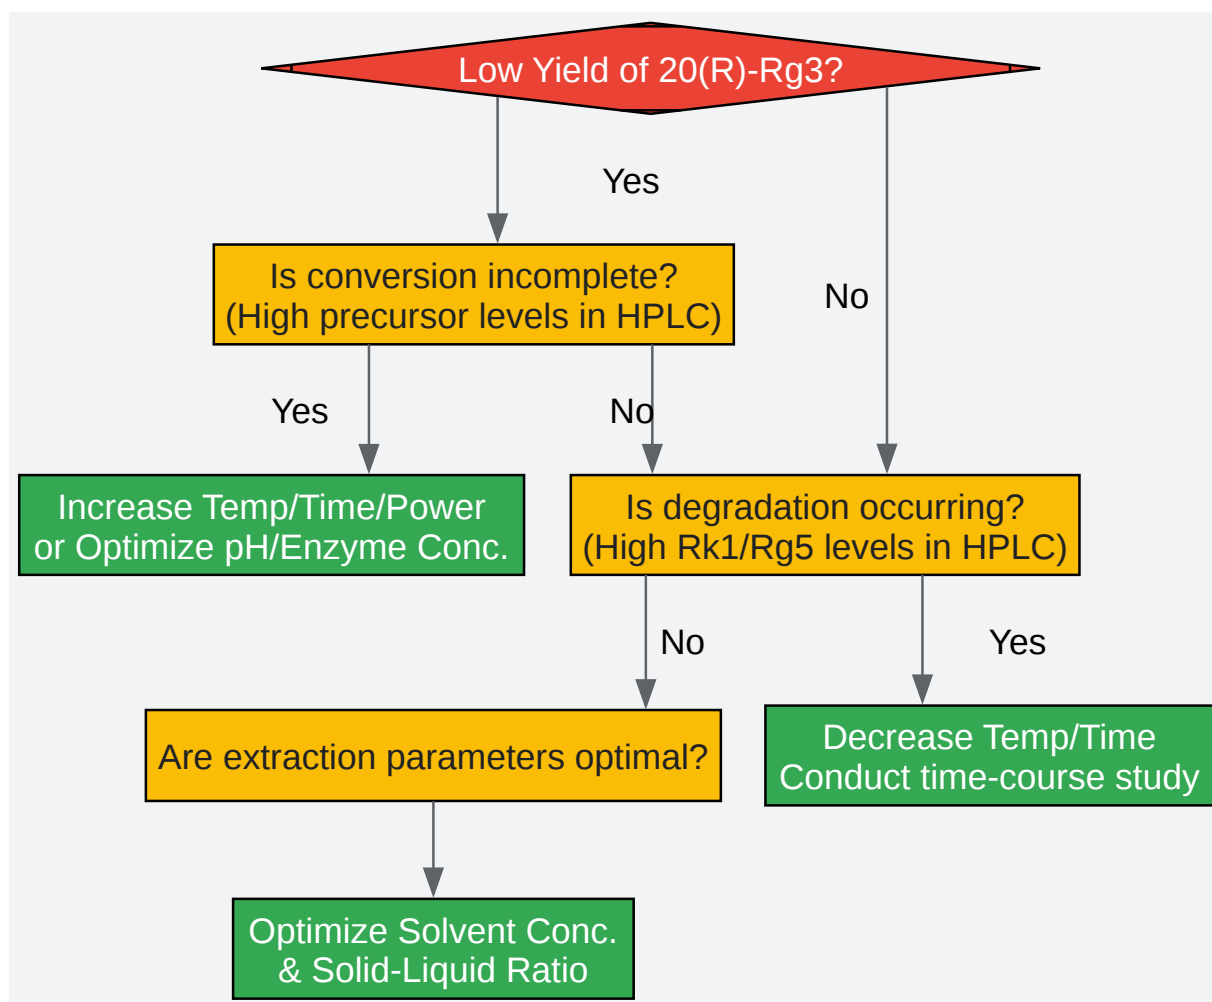 Low Yield of 20(R)-Rg3?
Yes
Is conversion incomplete?
(High precursor levels in HPLC)
No
Yes
No
Increase Temp/Time/Power
or Optimize pH/Enzyme Conc.
Is degradation occurring?
(High Rk1/Rg5 levels in HPLC)
No
Yes
Are extraction parameters optimal?
Decrease Temp/Time
Conduct time-course study
Optimize Solvent Conc.
& Solid-Liquid Ratio